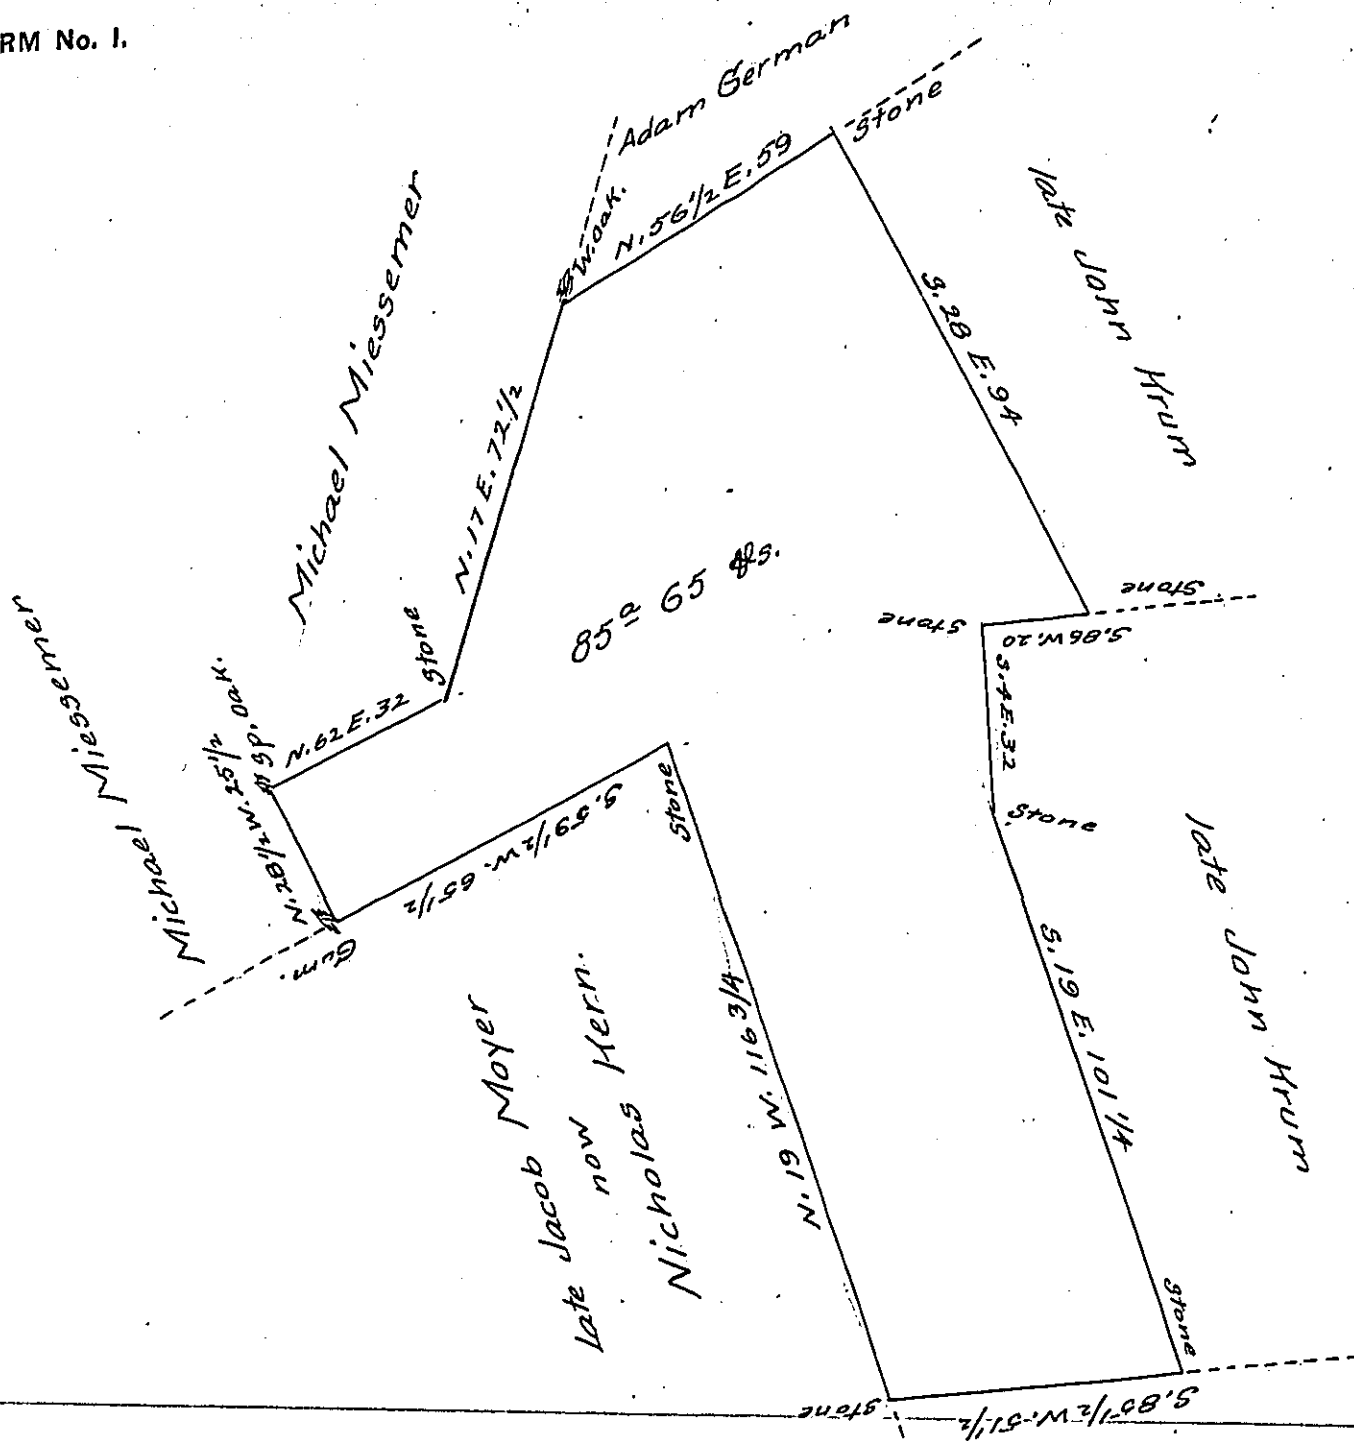 RM No. 1.
Adam German
Stone
W. oak.
N. 56 1/2 E. 59
late John Krum
Michael Miessemer
S. 28 E. 94
N. 17 E. 72 1/2
85a 65 ps.
Stone
Stone
S. 86 W. 20
Stone
Michael Miessemer
Sp. oak.
N. 62 E. 32
S. 4 E. 32
N. 28 1/2 W. 25 1/2
Stone
S. 59 1/2 W. 65 1/2
Stone
Gum.
late John Krum
S. 19 E. 101 1/4
N. 19 W. 116 3/4
late Jacob Moyer
now
Nicholas Kern.
Stone
Stone
S. 85 1/2 W. 51 1/2